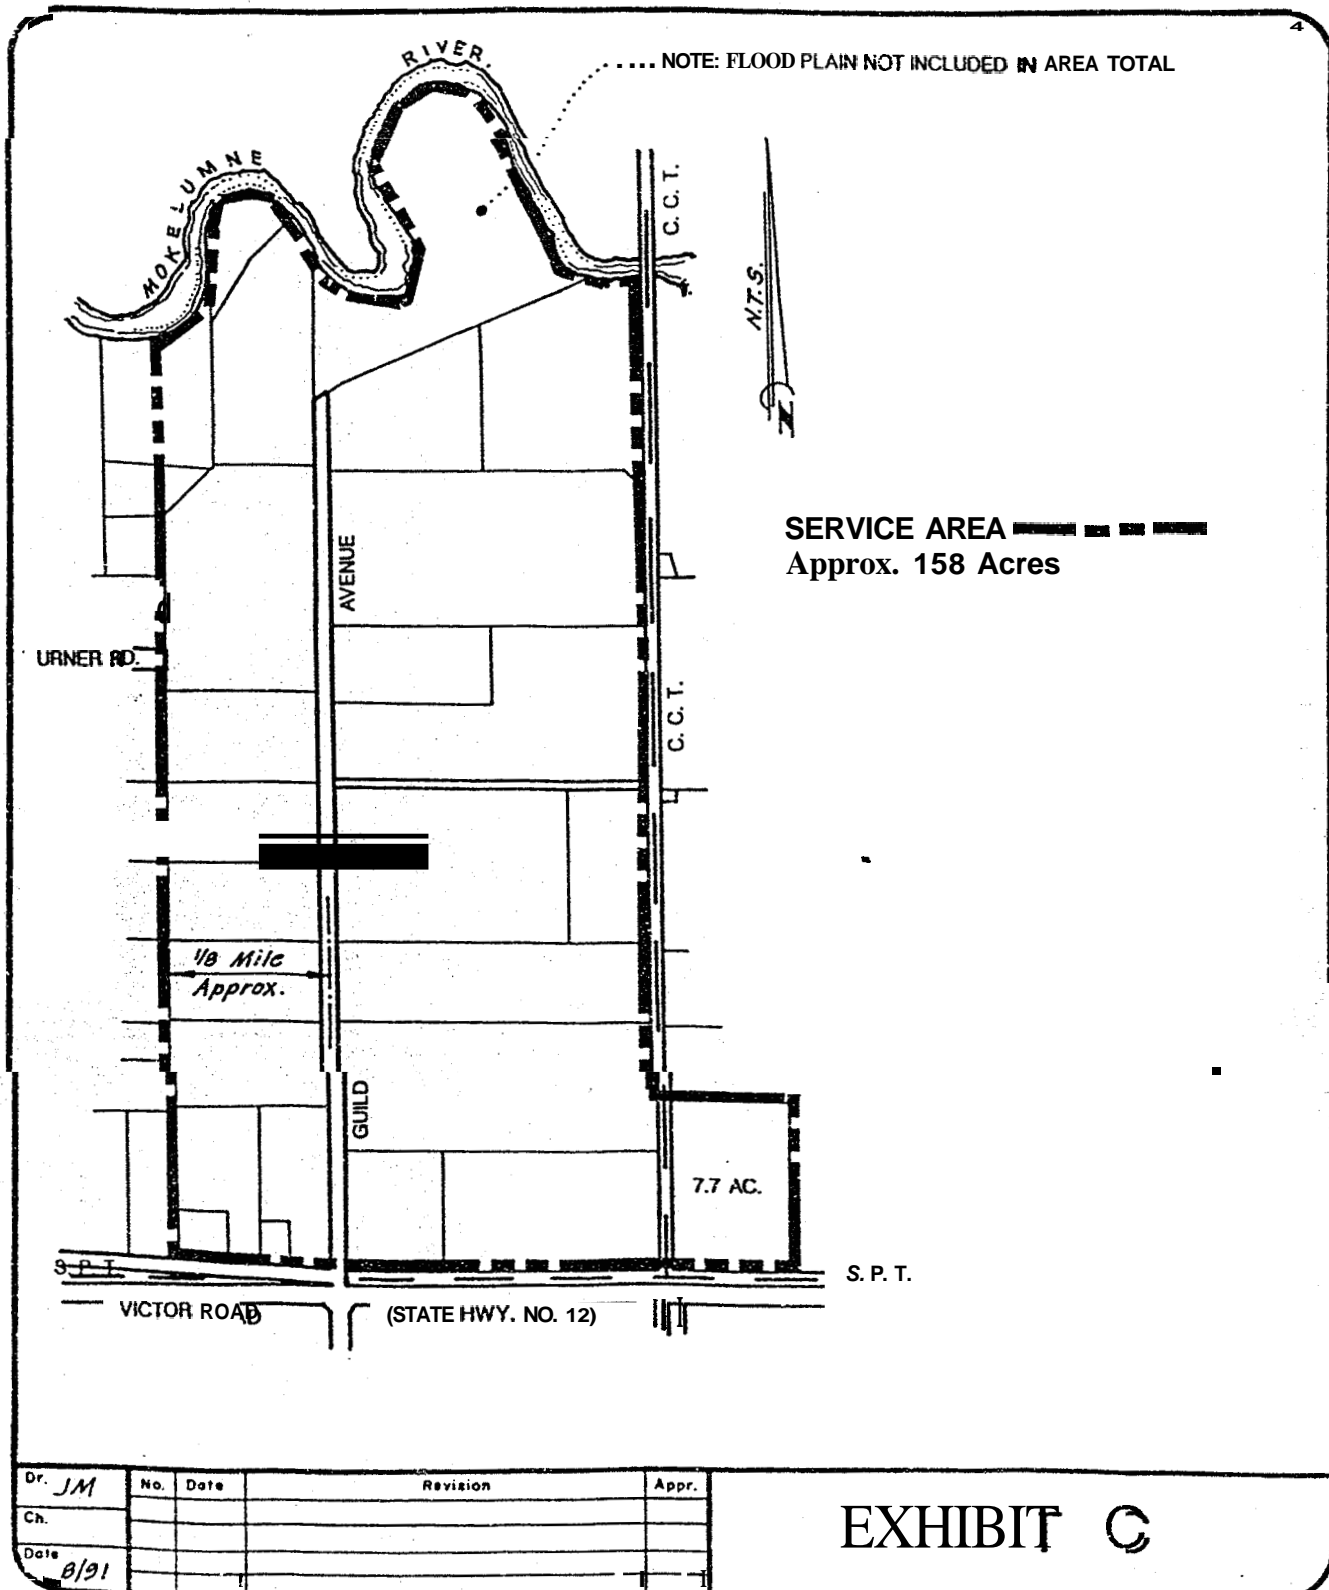 4
RIVER.
.... NOTE: FLOOD PLAIN NOT INCLUDED IN AREA TOTAL
MOKELUMNE
C. C. T.
N.T.S.
N
SERVICE AREA
Approx. 158 Acres
AVENUE
URNER RD.
C. C. T.
1/8 Mile
Approx.
GUILD
7.7 AC.
S. P. T.
S. P. T.
VICTOR ROAD
(STATE HWY. NO. 12)
Dr. JM
No. Date Revision Appr.
Ch.
Date 8/91
EXHIBIT C